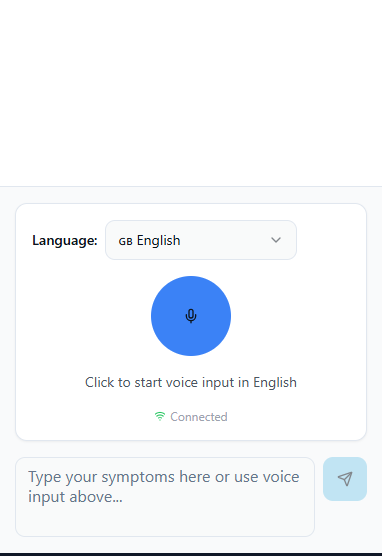 Language:
GB English
Click to start voice input in English
Connected
Type your symptoms here or use voice
input above...